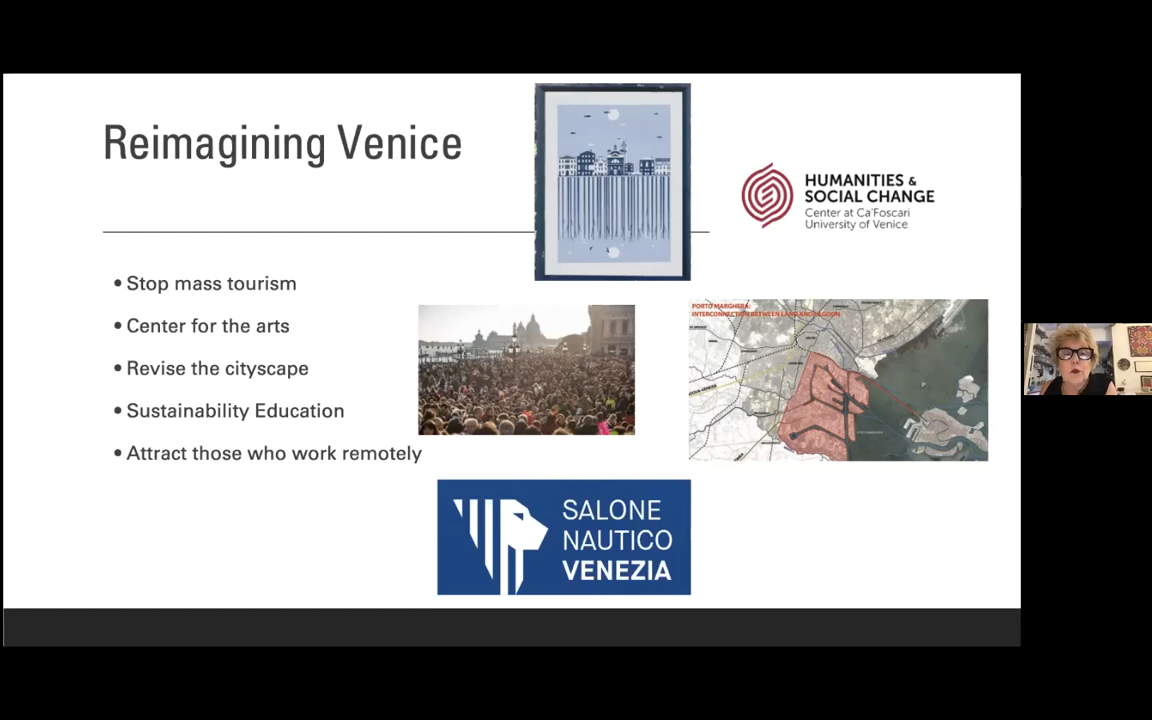 Reimagining Venice
HUMANITIES &
SOCIAL CHANGE
Center at Ca'Foscari
University of Venice
• Stop mass tourism
• Center for the arts
• Revise the cityscape
• Sustainability Education
• Attract those who work remotely
PORTO MARGHERA:
INTERCONNECTION BETWEEN LAND AND LAGOON
SALONE
NAUTICO
VENEZIA